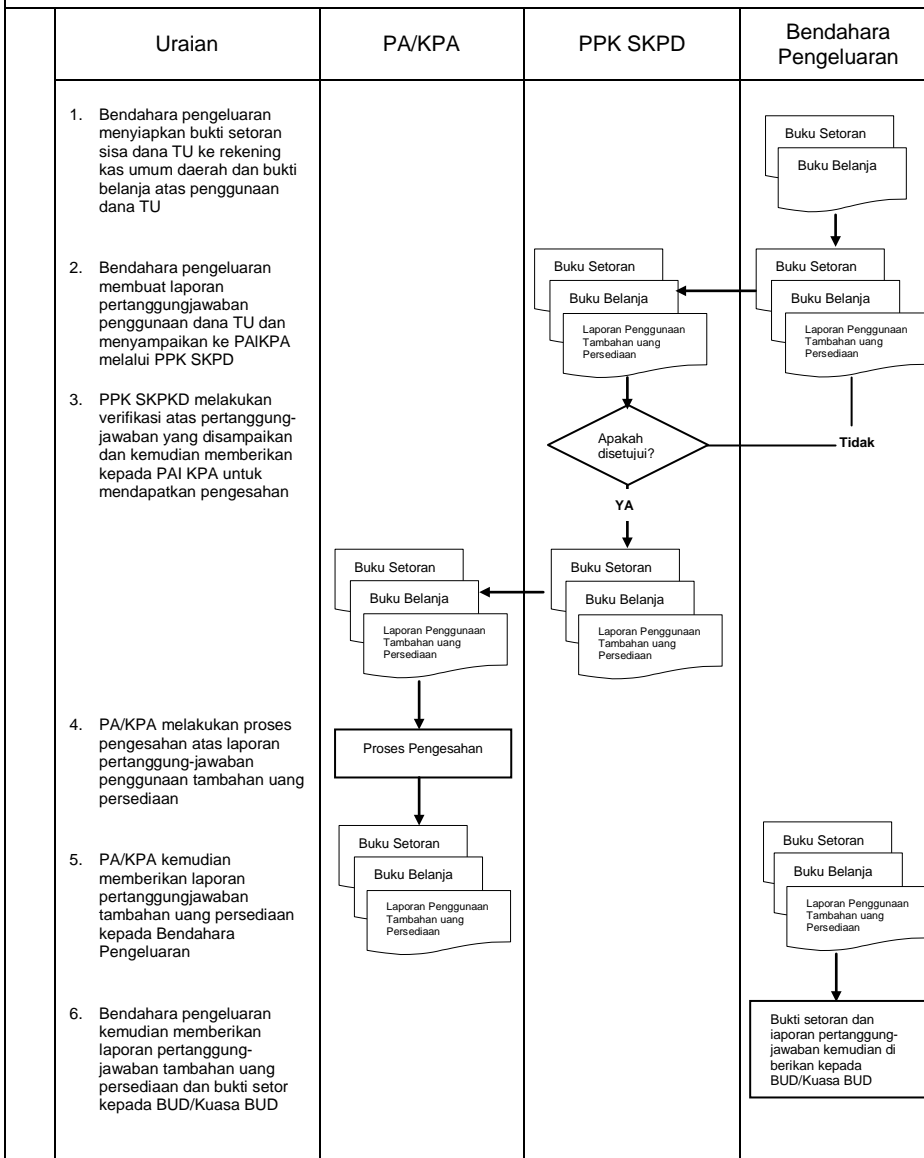 Uraian
PA/KPA
PPK SKPD
Bendahara
Pengeluaran
1. Bendahara pengeluaran
menyiapkan bukti setoran
sisa dana TU ke rekening
kas umum daerah dan bukti
belanja atas penggunaan
dana TU
Buku Setoran
Buku Belanja
2. Bendahara pengeluaran
membuat laporan
pertanggungjawaban
penggunaan dana TU dan
menyampaikan ke PAlKPA
melalui PPK SKPD
Buku Setoran
Buku Belanja
Laporan Penggunaan
Tambahan uang
Persediaan
Buku Setoran
Buku Belanja
Laporan Penggunaan
Tambahan uang
Persediaan
3. PPK SKPKD melakukan
verifikasi atas pertanggung-
jawaban yang disampaikan
dan kemudian memberikan
kepada PAI KPA untuk
mendapatkan pengesahan
Apakah
disetujui?
Tidak
YA
Buku Setoran
Buku Belanja
Laporan Penggunaan
Tambahan uang
Persediaan
Buku Setoran
Buku Belanja
Laporan Penggunaan
Tambahan uang
Persediaan
4. PA/KPA melakukan proses
pengesahan atas laporan
pertanggung-jawaban
penggunaan tambahan uang
persediaan
Proses Pengesahan
5. PA/KPA kemudian
memberikan laporan
pertanggungjawaban
tambahan uang persediaan
kepada Bendahara
Pengeluaran
Buku Setoran
Buku Belanja
Laporan Penggunaan
Tambahan uang
Persediaan
Buku Setoran
Buku Belanja
Laporan Penggunaan
Tambahan uang
Persediaan
6. Bendahara pengeluaran
kemudian memberikan
laporan pertanggung-
jawaban tambahan uang
persediaan dan bukti setor
kepada BUD/Kuasa BUD
Bukti setoran dan
iaporan pertanggung-
jawaban kemudian di
berikan kepada
BUD/Kuasa BUD